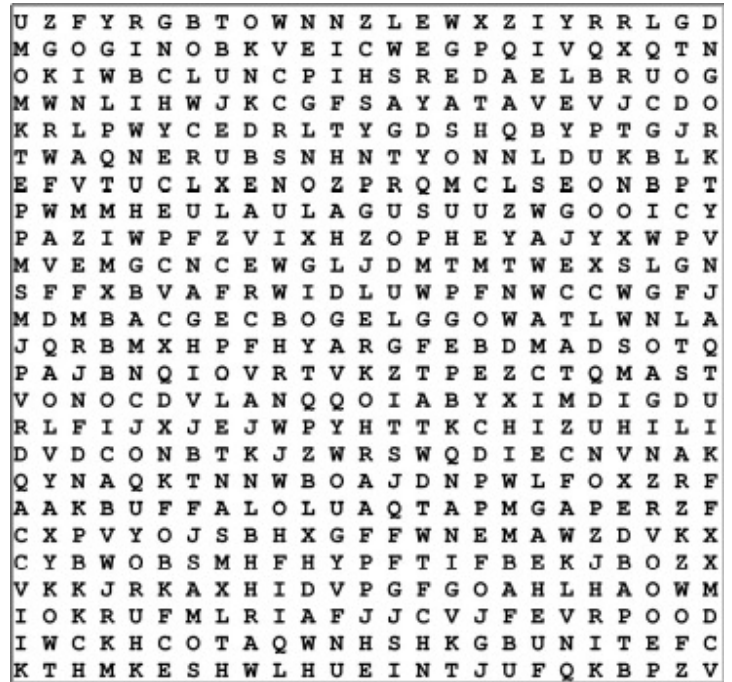 U Z F Y R G B T O W N N Z L E W X Z I Y R R L G D
M G O G I N O B K V E I C W E G P Q I V Q X Q T N
O K I W B C L U N C P I H S R E D A E L B R U O G
M W N L I H W J K C G F S A Y A T A V E V J C D O
K R L P W Y C E D R L T Y G D S H Q B Y P T G J R
T W A Q N E R U B S N H N T Y O N N L D U K B L K
E F V T U C L X E N O Z P R Q M C L S E O N B P T
P W M M H E U L A U L A G U S U U Z W G O O I C Y
P A Z I W P F Z V I X H Z O P H E Y A J Y X W P V
M V E M G C N C E W G L J D M T M T W E X S L G N
S F F X B V A F R W I D L U W P F N W C C W G F J
M D M B A C G E C B O G E L G G O W A T L W N L A
J Q R B M X H P F H Y A R G F E B D M A D S O T Q
P A J B N Q I O V R T V K Z T P E Z C T Q M A S T
V O N O C D V L A N Q Q O I A B Y X I M D I G D U
R L F I J X J E J W P Y H T T K C H I Z U H I L I
D V D C O N B T K J Z W R S W Q D I E C N V N A K
Q Y N A Q K T N N W B O A J D N P W L F O X Z R F
A A K B U F F A L O L U A Q T A P M G A P E R Z F
C X P V Y O J S B H X G F F W N E M A W Z D V K X
C Y B W O B S M H F H Y P F T I F B E K J B O Z X
V K K J R K A X H I D V P G F G O A H L H A O W M
I O K R U F M L R I A F J J C V J F E V R P O O D
I W C K H C O T A Q W N H S H K G B U N I T E F C
K T H M K E S H W L H U E I N T J U F Q K B P Z V